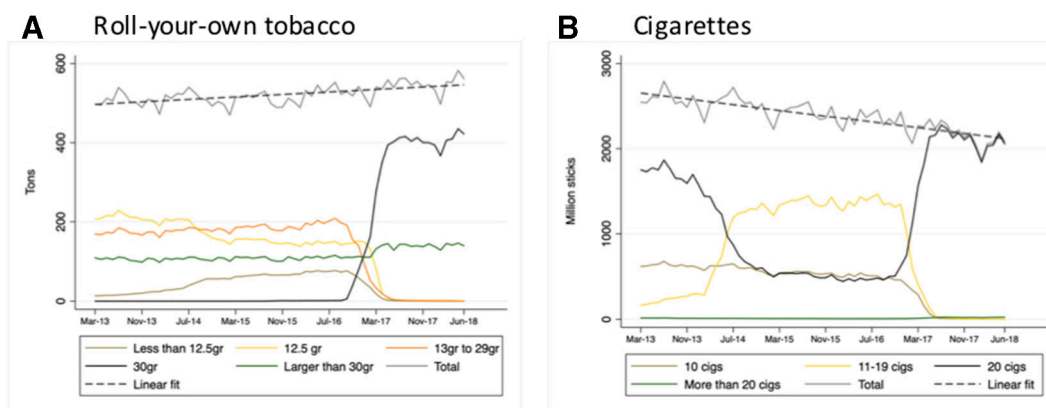 A Roll-your-own tobacco
600
400
200
0
Tons
Mar-13 Nov-13 Jul-14 Mar-15 Nov-15 Jul-16 Mar-17 Nov-17 Jun-18
Less than 12.5gr 12.5 gr 13gr to 29gr
30gr Larger than 30gr Total
Linear fit
B Cigarettes
3000
2000
1000
0
Million sticks
Mar-13 Nov-13 Jul-14 Mar-15 Nov-15 Jul-16 Mar-17 Nov-17 Jun-18
10 cigs 11-19 cigs 20 cigs
More than 20 cigs Total Linear fit